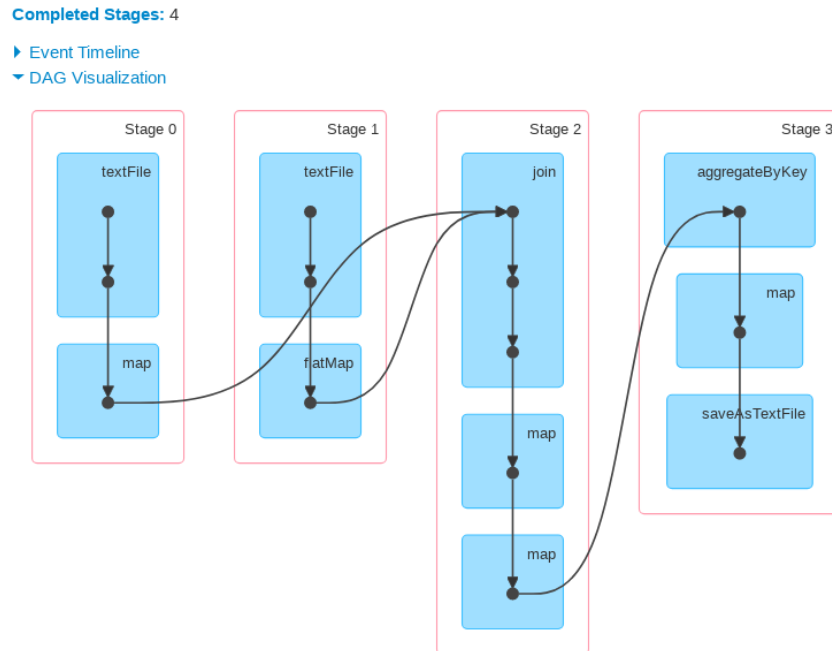 Completed Stages: 4
Event Timeline
DAG Visualization
Stage 0
textFile
map
Stage 1
textFile
flatMap
Stage 2
join
map
map
Stage 3
aggregateByKey
map
saveAsTextFile